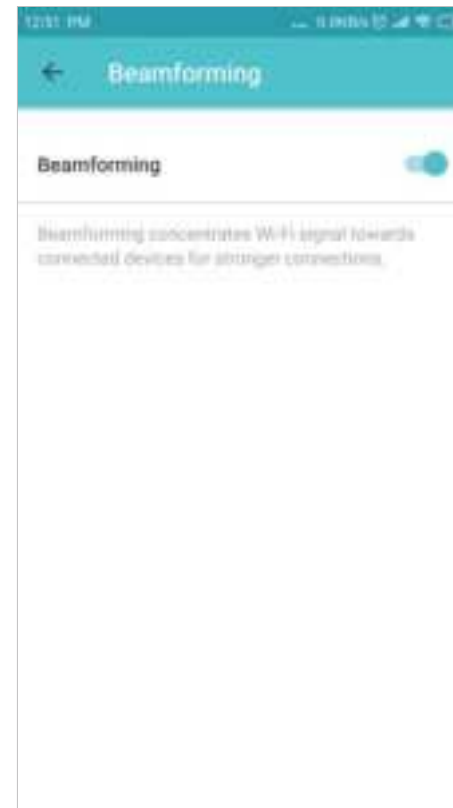 12:51 PM
Beamforming
Beamforming
Beamforming concentrates Wi-Fi signal towards
connected devices for stronger connections.